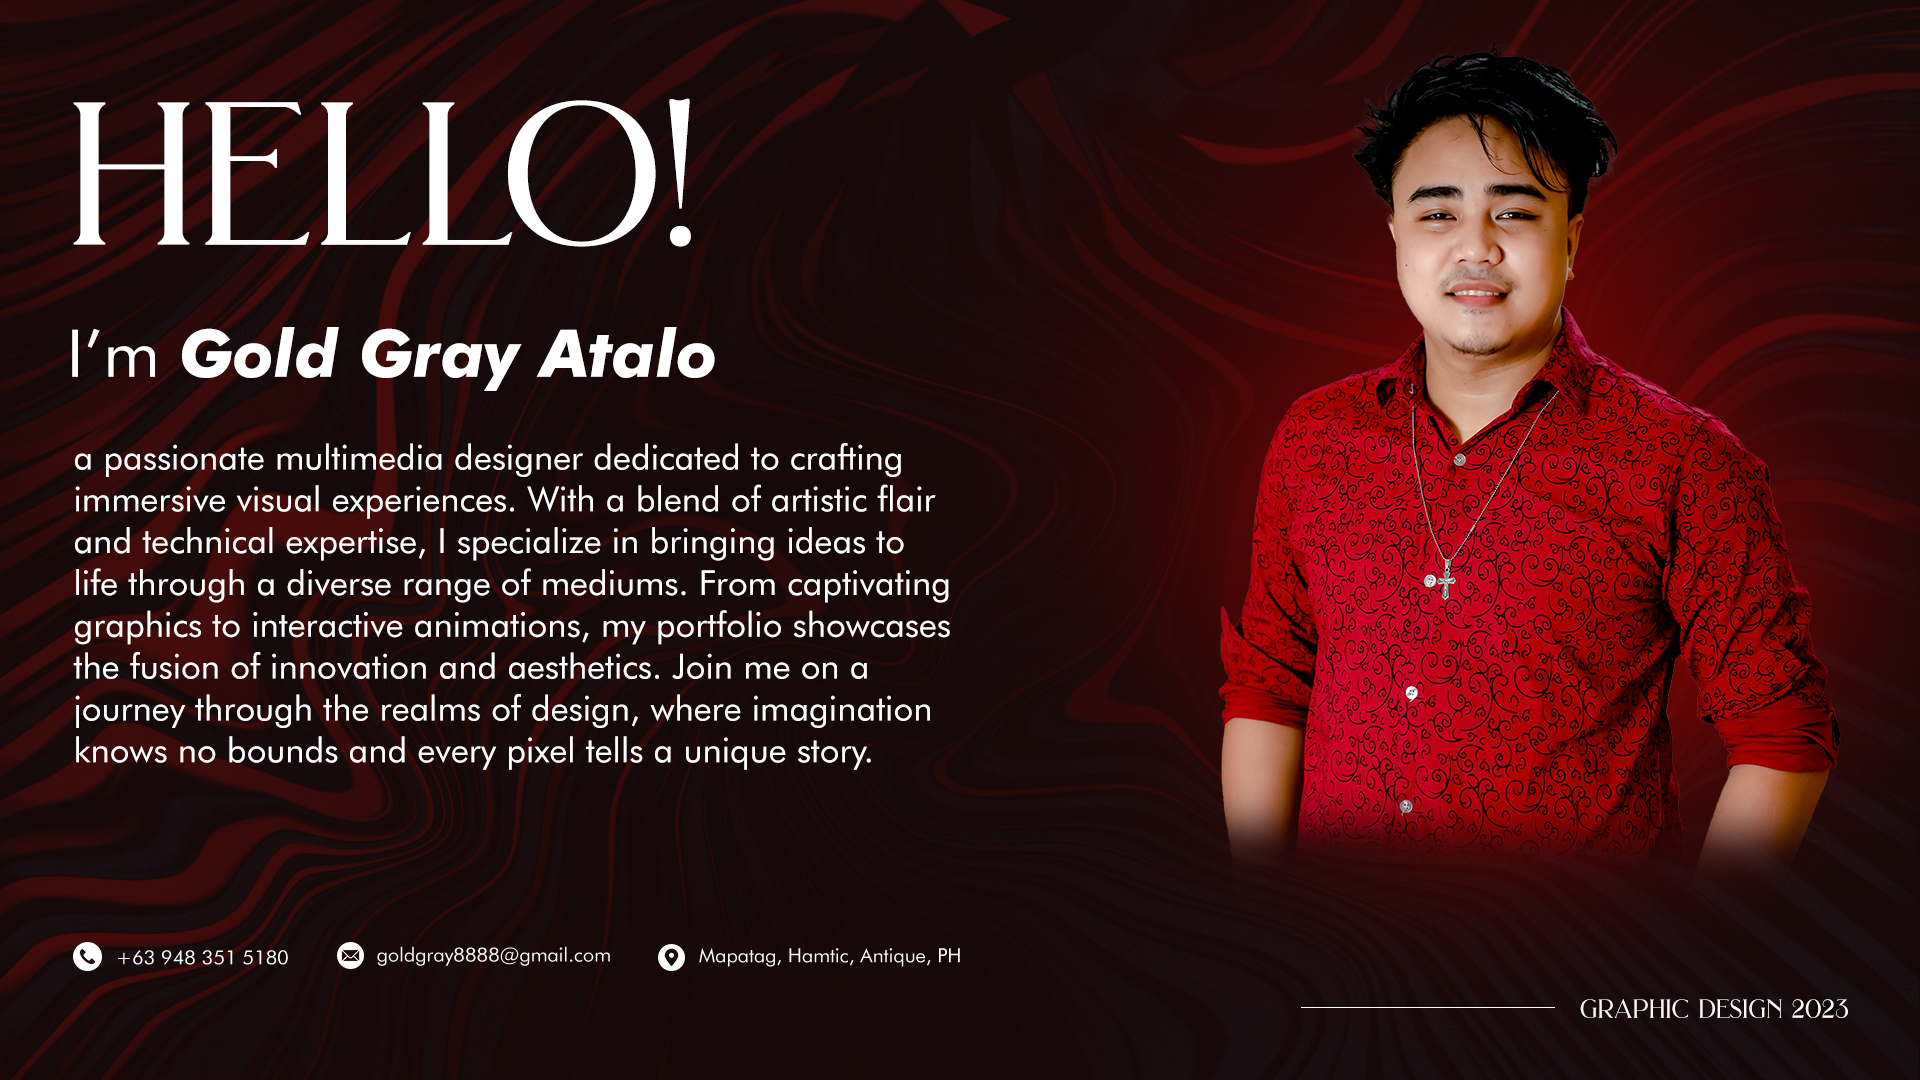 HELLO!
I’m Gold Gray Atalo
a passionate multimedia designer dedicated to crafting
immersive visual experiences. With a blend of artistic flair
and technical expertise, I specialize in bringing ideas to
life through a diverse range of mediums. From captivating
graphics to interactive animations, my portfolio showcases
the fusion of innovation and aesthetics. Join me on a
journey through the realms of design, where imagination
knows no bounds and every pixel tells a unique story.
+63 948 351 5180
goldgray8888@gmail.com
Mapatag, Hamtic, Antique, PH
GRAPHIC DESIGN 2023